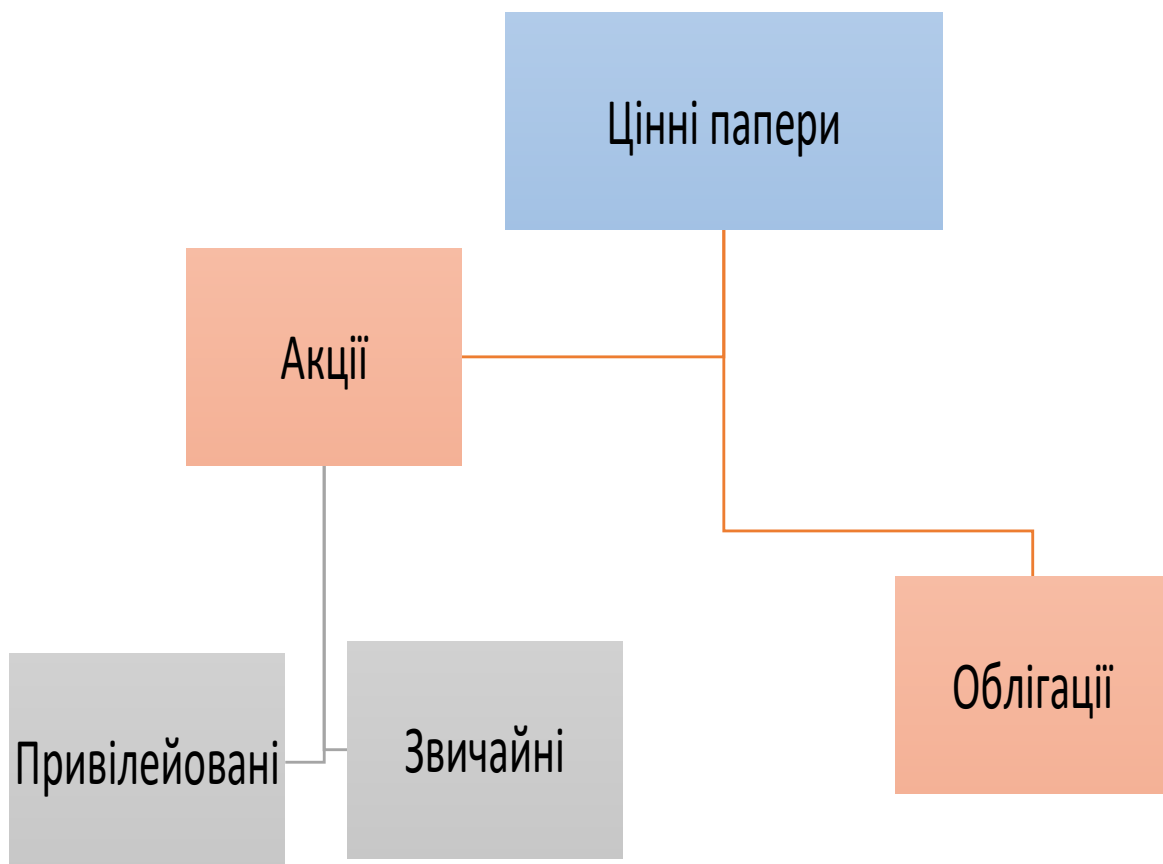 Цінні папери
Акції
Облігації
Привілейовані
Звичайні